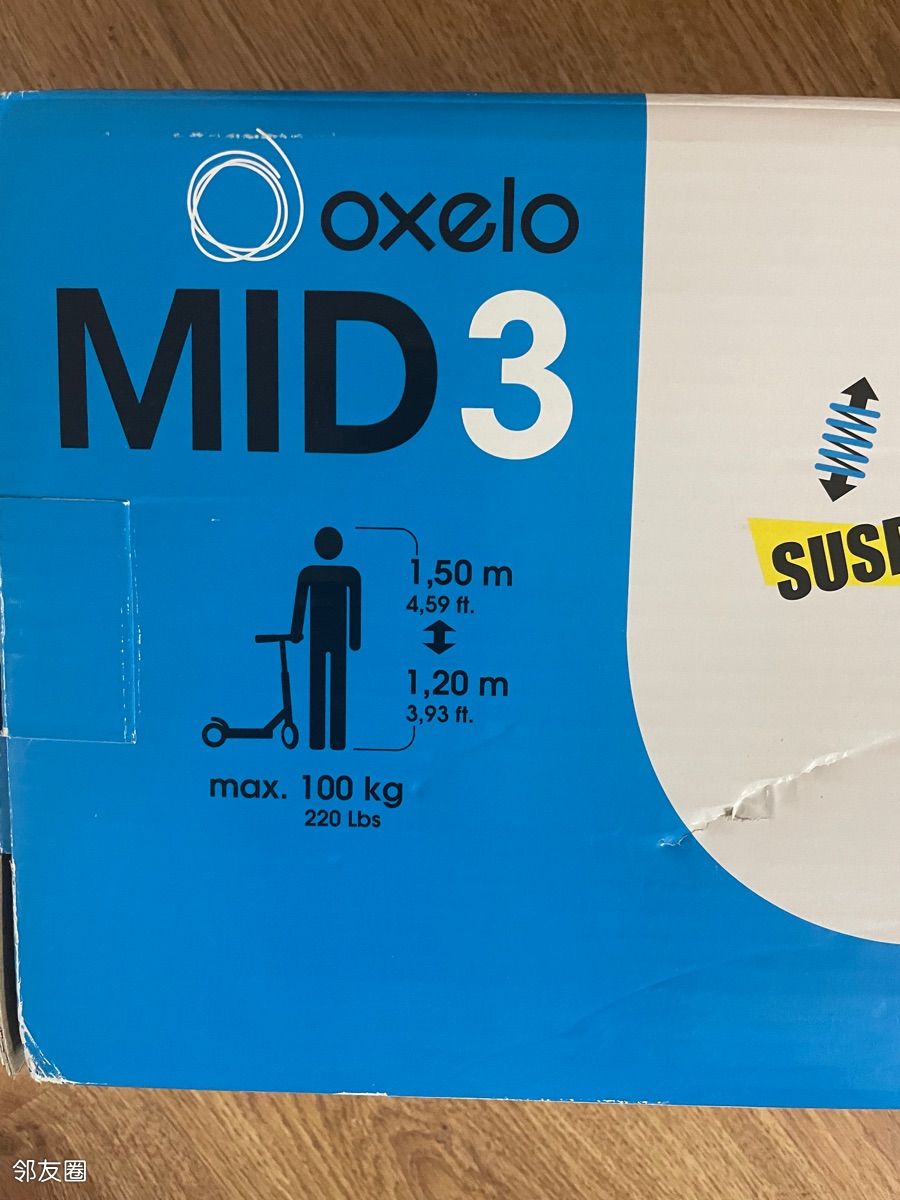 oxelo
MID3
1,50 m
4,59 ft.
1,20 m
3,93 ft.
max. 100 kg
220 Lbs
SUSP
邻友圈